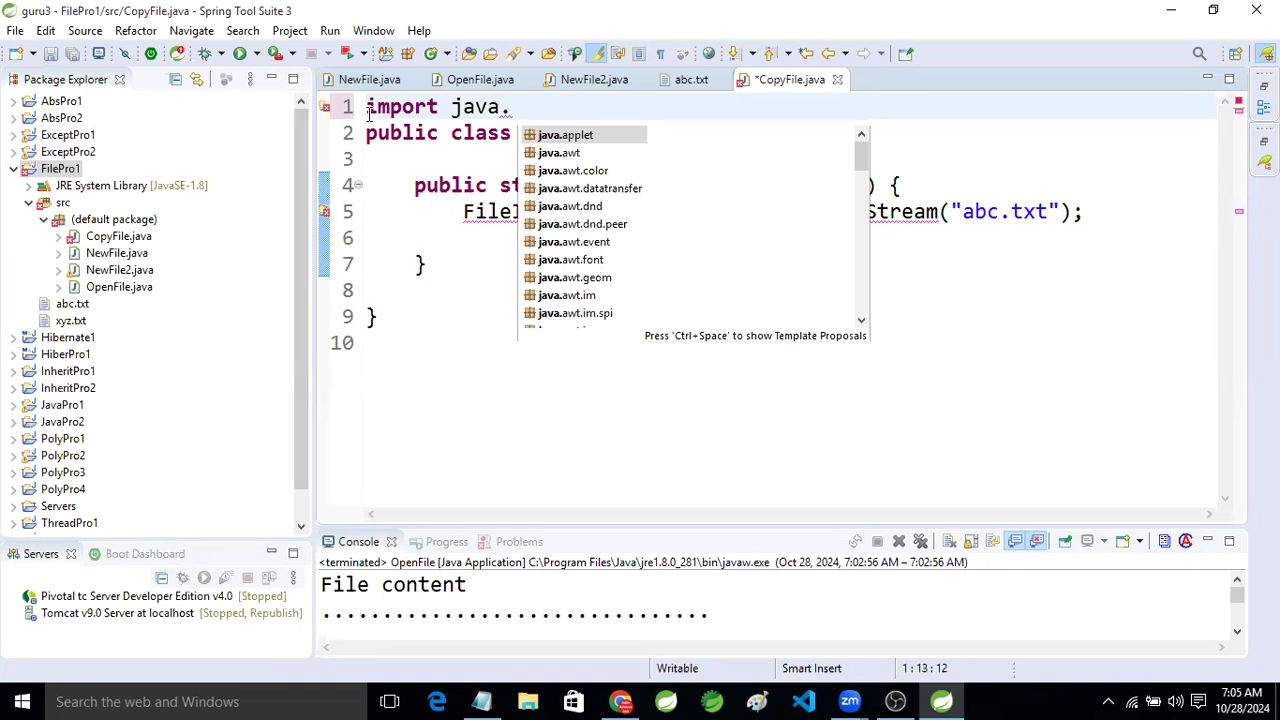 guru3 - FilePro1/src/CopyFile.java - Spring Tool Suite 3
File Edit Source Refactor Navigate Search Project Run Window Help
Package Explorer
AbsPro1
AbsPro2
ExceptPro1
ExceptPro2
FilePro1
JRE System Library [JavaSE-1.8]
src
(default package)
CopyFile.java
NewFile.java
NewFile2.java
OpenFile.java
abc.txt
xyz.txt
Hibernate1
HiberPro1
InheritPro1
InheritPro2
JavaPro1
JavaPro2
PolyPro1
PolyPro2
PolyPro3
PolyPro4
Servers
ThreadPro1
Servers Boot Dashboard
Pivotal tc Server Developer Edition v4.0 [Stopped]
Tomcat v9.0 Server at localhost [Stopped, Republish]
NewFile.java OpenFile.java NewFile2.java abc.txt *CopyFile.java
1 import java.
2 public class
3
4 public st ) {
5 FileI Stream("abc.txt");
6
7 }
8
9 }
10
java.applet
java.awt
java.awt.color
java.awt.datatransfer
java.awt.dnd
java.awt.dnd.peer
java.awt.event
java.awt.font
java.awt.geom
java.awt.im
java.awt.im.spi
Press 'Ctrl+Space' to show Template Proposals
Console Progress Problems
<terminated> OpenFile [Java Application] C:\Program Files\Java\jre1.8.0_281\bin\javaw.exe (Oct 28, 2024, 7:02:56 AM – 7:02:56 AM)
File content
................................
Writable Smart Insert 1 : 13 : 12
Search the web and Windows
7:05 AM
10/28/2024